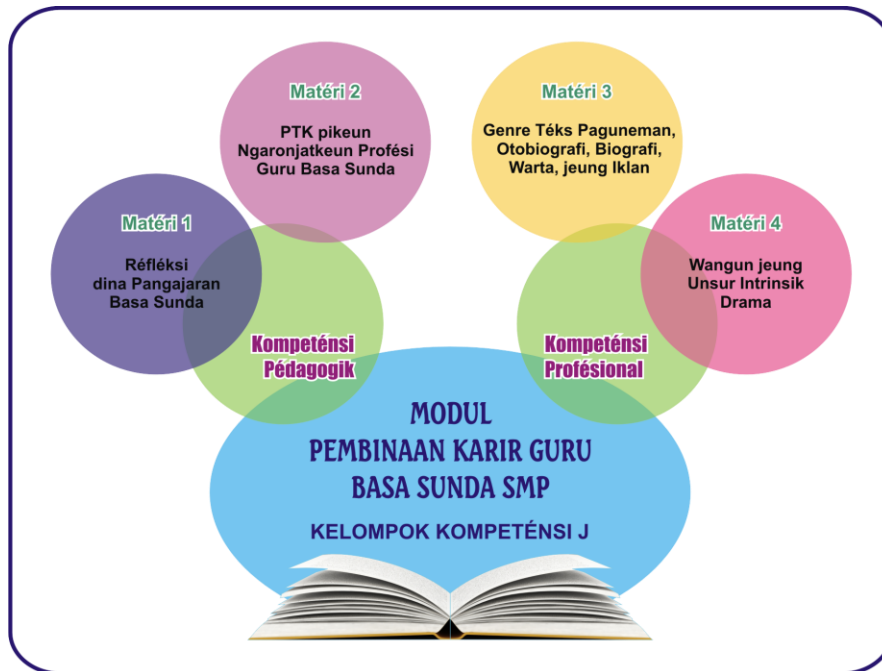 Matéri 1
Réfléksi
dina Pangajaran
Basa Sunda
Matéri 2
PTK pikeun
Ngaronjatkeun Profési
Guru Basa Sunda
Matéri 3
Genre Téks Paguneman,
Otobiografi, Biografi,
Warta, jeung Iklan
Matéri 4
Wangun jeung
Unsur Intrinsik
Drama
Kompeténsi
Pédagogik
Kompeténsi
Profésional
MODUL
PEMBINAAN KARIR GURU
BASA SUNDA SMP
KELOMPOK KOMPETÉNSI J